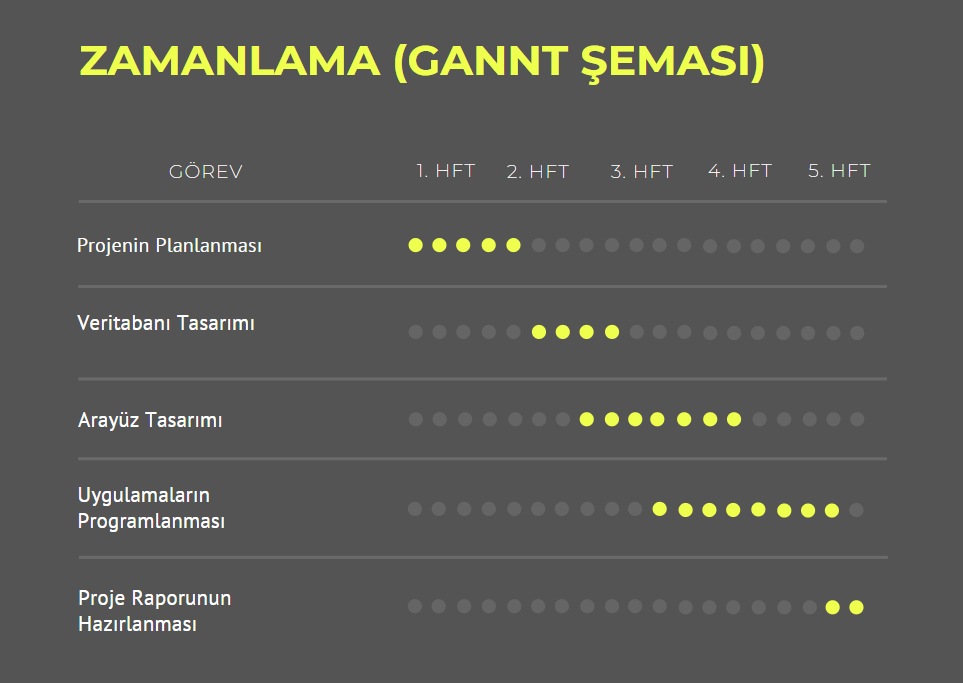 ZAMANLAMA (GANNT ŞEMASI)
GÖREV 1. HFT 2. HFT 3. HFT 4. HFT 5. HFT
Projenin Planlanması
Veritabanı Tasarımı
Arayüz Tasarımı
Uygulamaların
Programlanması
Proje Raporunun
Hazırlanması